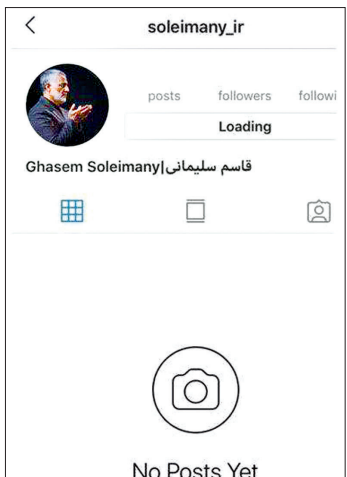 soleimany_ir
posts followers followi
Loading
Ghasem Soleimany|قاسم سلیمانی
No Posts Yet